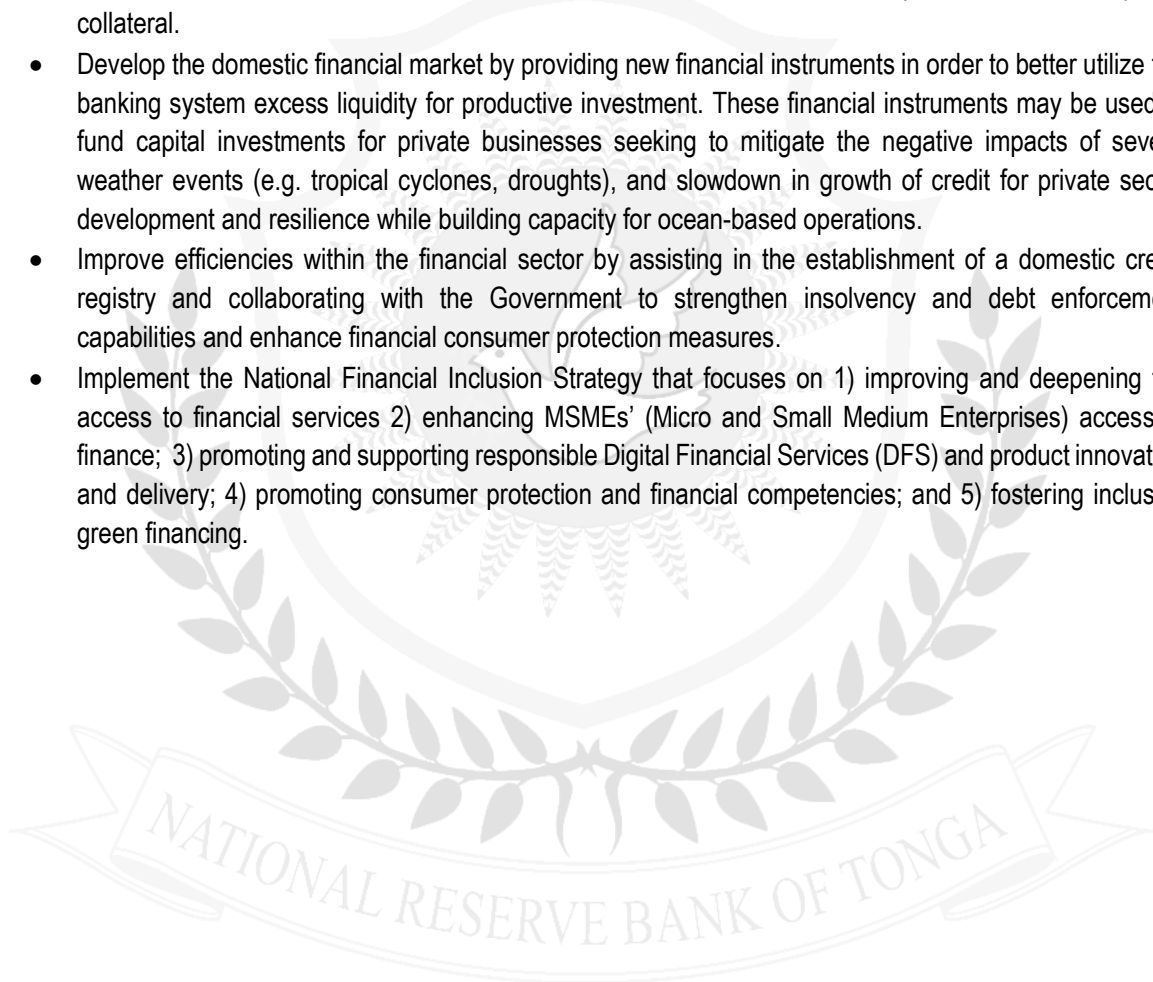 collateral.
• Develop the domestic financial market by providing new financial instruments in order to better utilize
banking system excess liquidity for productive investment. These financial instruments may be used
fund capital investments for private businesses seeking to mitigate the negative impacts of
weather events (e.g. tropical cyclones, droughts), and slowdown in growth of credit for private
development and resilience while building capacity for ocean-based operations.
• Improve efficiencies within the financial sector by assisting in the establishment of a domestic
registry and collaborating with the Government to strengthen insolvency and debt
capabilities and enhance financial consumer protection measures.
• Implement the National Financial Inclusion Strategy that focuses on 1) improving and deepening
access to financial services 2) enhancing MSMEs’ (Micro and Small Medium Enterprises) access
finance; 3) promoting and supporting responsible Digital Financial Services (DFS) and product
and delivery; 4) promoting consumer protection and financial competencies; and 5) fostering
green financing.
NATIONAL RESERVE BANK OF TONGA